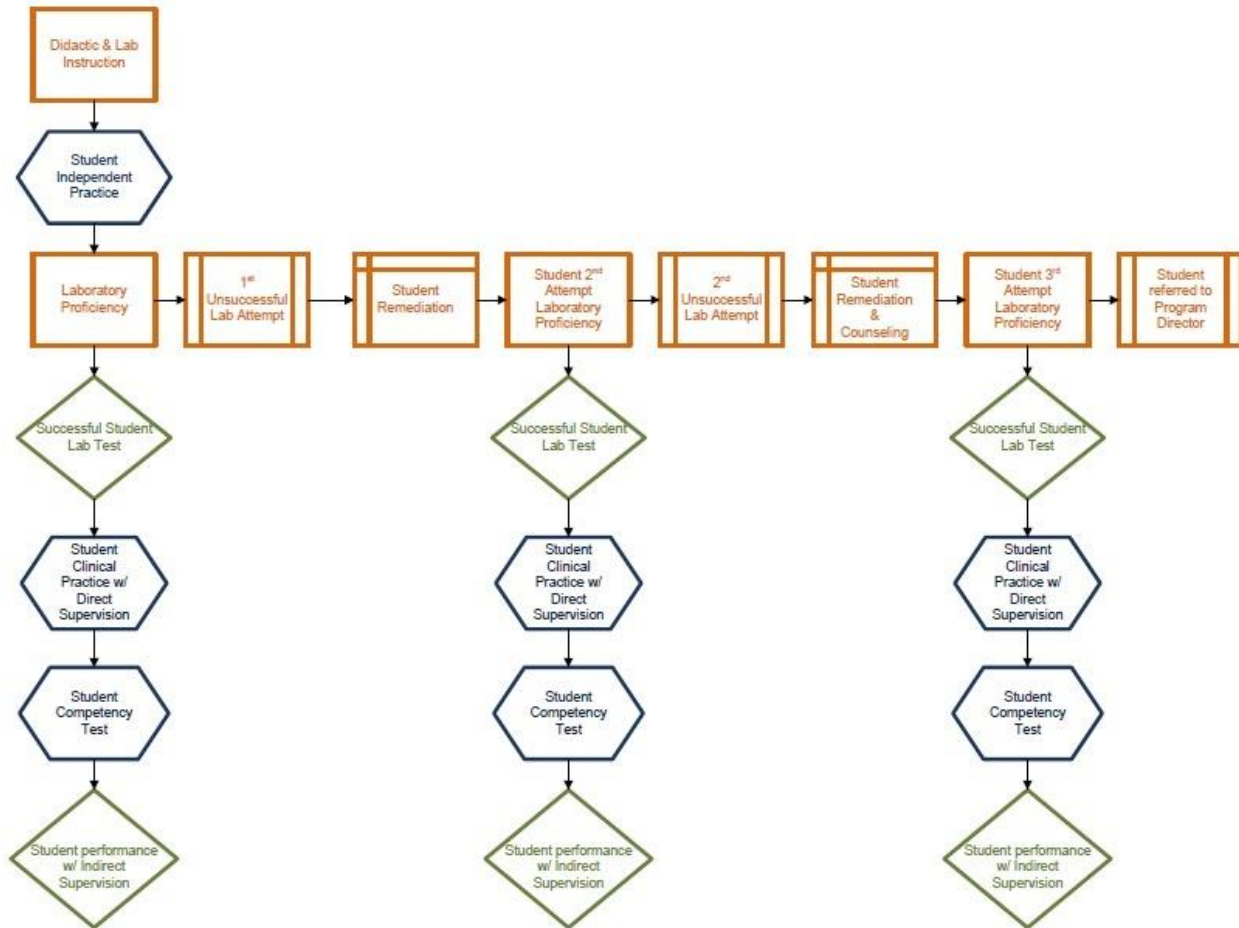 Didactic & Lab
Instruction
Student
Independent
Practice
Laboratory
Proficiency
1st
Unsuccessful
Lab Attempt
Student
Remediation
Student 2nd
Attempt
Laboratory
Proficiency
2nd
Unsuccessful
Lab Attempt
Student
Remediation
&
Counseling
Student 3rd
Attempt
Laboratory
Proficiency
Student
referred to
Program
Director
Successful Student
Lab Test
Successful Student
Lab Test
Successful Student
Lab Test
Student
Clinical
Practice w/
Direct
Supervision
Student
Clinical
Practice w/
Direct
Supervision
Student
Clinical
Practice w/
Direct
Supervision
Student
Competency
Test
Student
Competency
Test
Student
Competency
Test
Student performance
w/ Indirect
Supervision
Student performance
w/ Indirect
Supervision
Student performance
w/ Indirect
Supervision